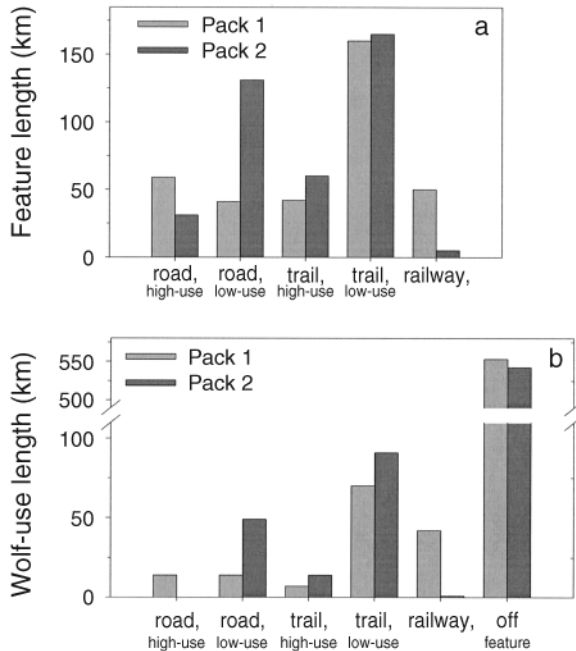 a
Pack 1
Pack 2
Feature length (km)
150
100
50
0
road, road, trail, trail, railway,
high-use low-use high-use low-use
b
Pack 1
Pack 2
Wolf-use length (km)
550
500
100
50
0
road, road, trail, trail, railway, off
high-use low-use high-use low-use feature